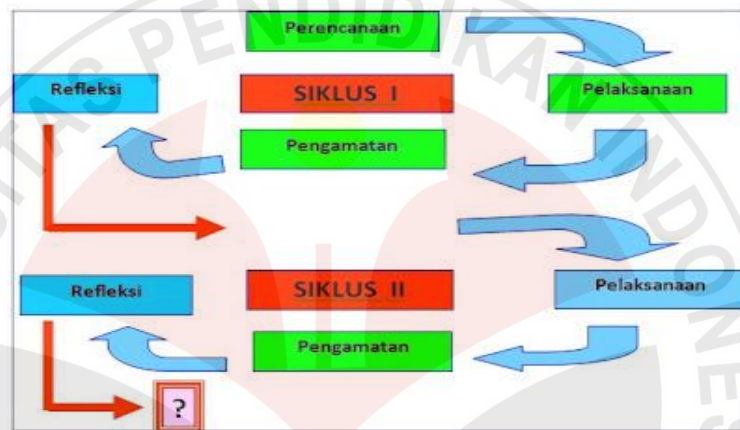 Perencanaan
Refleksi
SIKLUS I
Pelaksanaan
Pengamatan
Refleksi
SIKLUS II
Pelaksanaan
Pengamatan
?